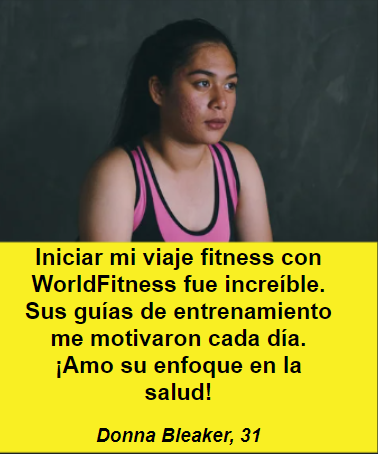 Iniciar mi viaje fitness con
WorldFitness fue increíble.
Sus guías de entrenamiento
me motivaron cada día.
¡Amo su enfoque en la
salud!
Donna Bleaker, 31